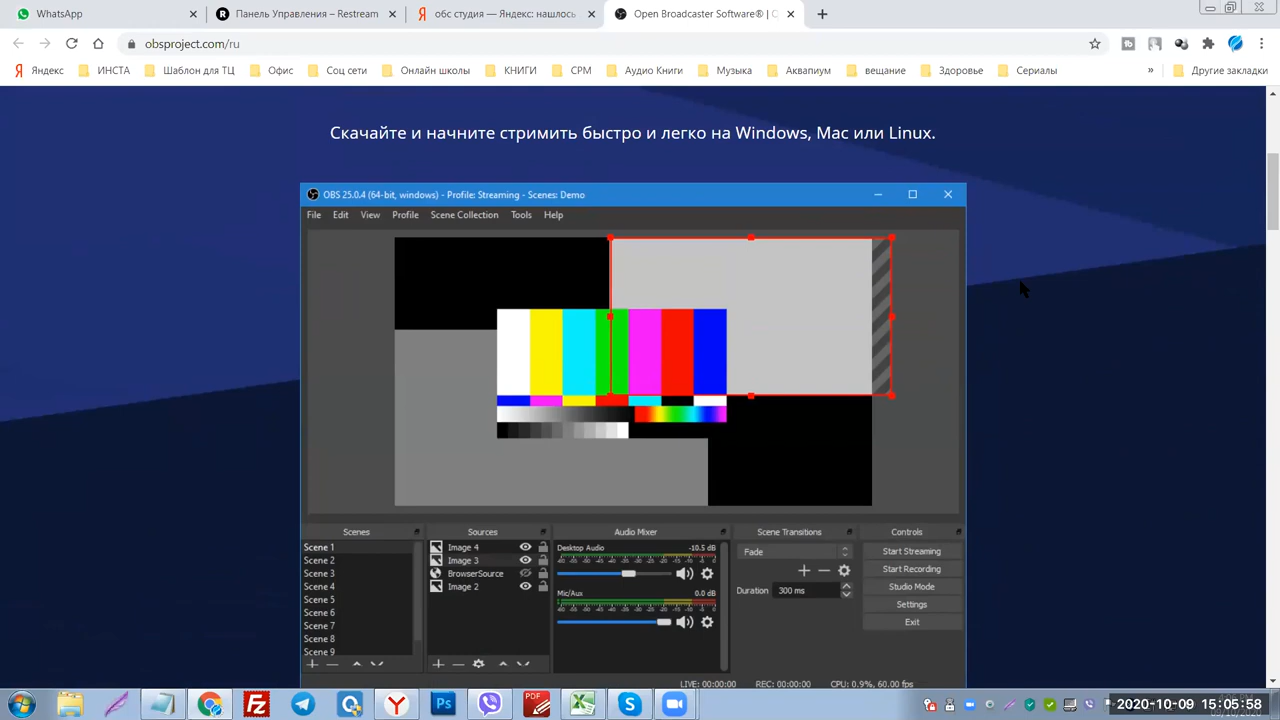 WhatsApp
Панель Управления – Restream
обс студия — Яндекс: нашлось
Open Broadcaster Software® | O
obsproject.com/ru
Яндекс
ИНСТА
Шаблон для ТЦ
Офис
Соц сети
Онлайн школы
КНИГИ
СРМ
Аудио Книги
Музыка
Аквапиум
вещание
Здоровье
Сериалы
»
Другие закладки
Скачайте и начните стримить быстро и легко на Windows, Mac или Linux.
OBS 25.0.4 (64-bit, windows) - Profile: Streaming - Scenes: Demo
File Edit View Profile Scene Collection Tools Help
Scenes
Scene 1
Scene 2
Scene 3
Scene 4
Scene 5
Scene 6
Scene 7
Scene 8
Scene 9
Sources
Image 4
Image 3
BrowserSource
Image 2
Audio Mixer
Desktop Audio -10.5 dB
Mic/Aux 0.0 dB
Scene Transitions
Fade
Duration 300 ms
Controls
Start Streaming
Start Recording
Studio Mode
Settings
Exit
LIVE: 00:00:00 REC: 00:00:00 CPU: 0.9%, 60.00 fps
PDF
2020-10-09 15:05:58